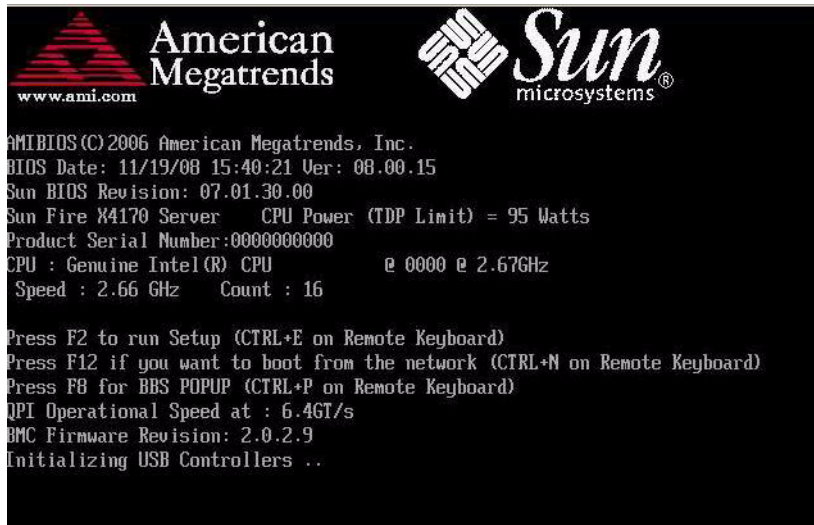 American
Megatrends
www.ami.com
Sun®
microsystems
AMIBIOS(C)2006 American Megatrends, Inc.
BIOS Date: 11/19/08 15:40:21 Ver: 08.00.15
Sun BIOS Revision: 07.01.30.00
Sun Fire X4170 Server    CPU Power (TDP Limit) = 95 Watts
Product Serial Number:0000000000
CPU : Genuine Intel(R) CPU             @ 0000 @ 2.67GHz
 Speed : 2.66 GHz    Count : 16
Press F2 to run Setup (CTRL+E on Remote Keyboard)
Press F12 if you want to boot from the network (CTRL+N on Remote Keyboard)
Press F8 for BBS POPUP (CTRL+P on Remote Keyboard)
QPI Operational Speed at : 6.4GT/s
BMC Firmware Revision: 2.0.2.9
Initializing USB Controllers ..